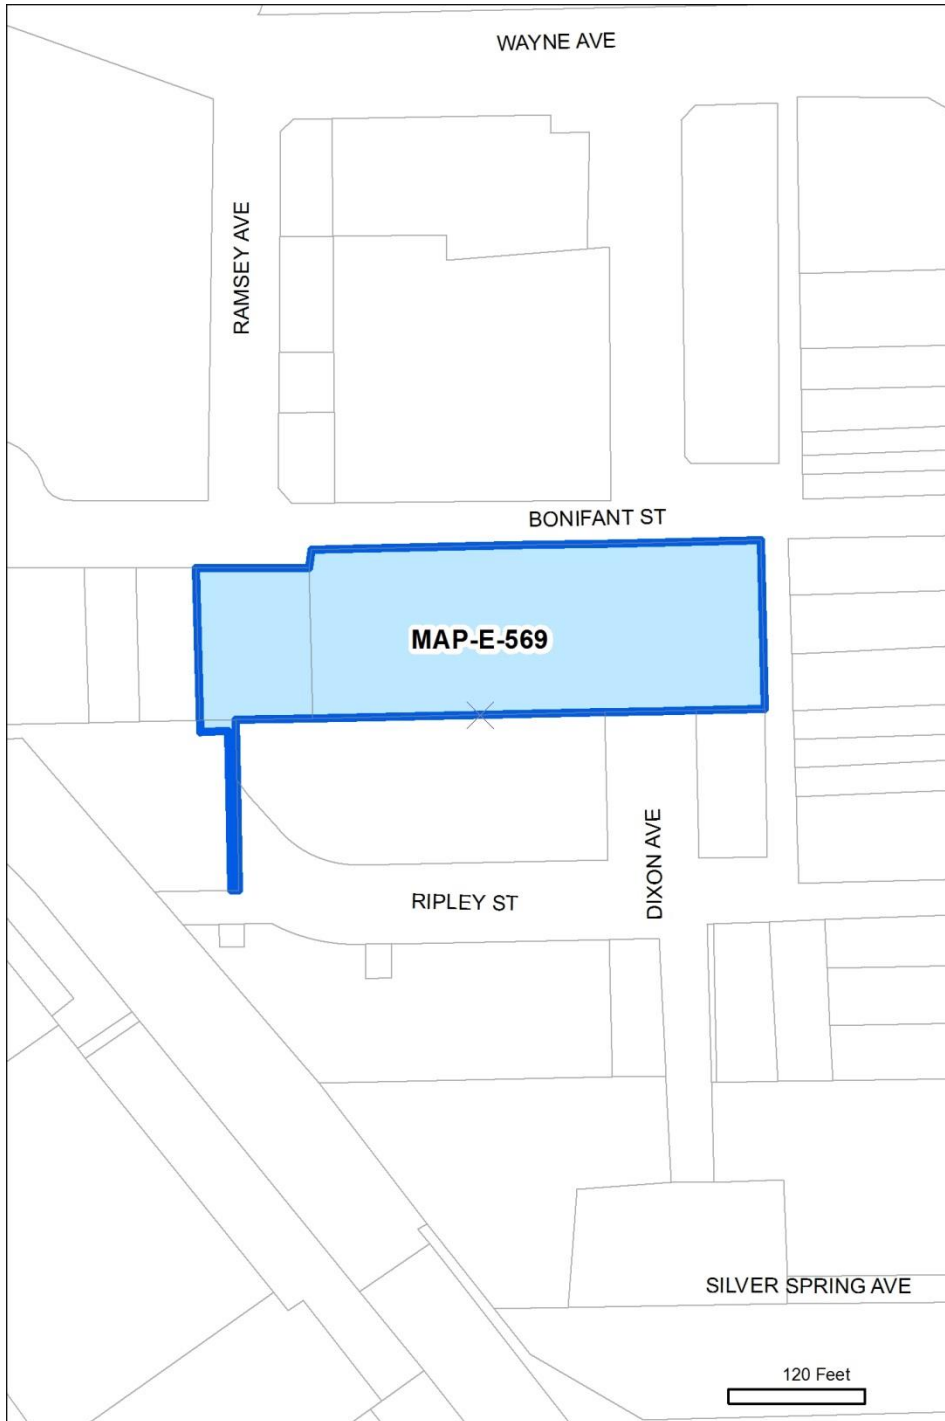 WAYNE AVE
RAMSEY AVE
BONIFANT ST
MAP-E-569
DIXON AVE
RIPLEY ST
SILVER SPRING AVE
120 Feet